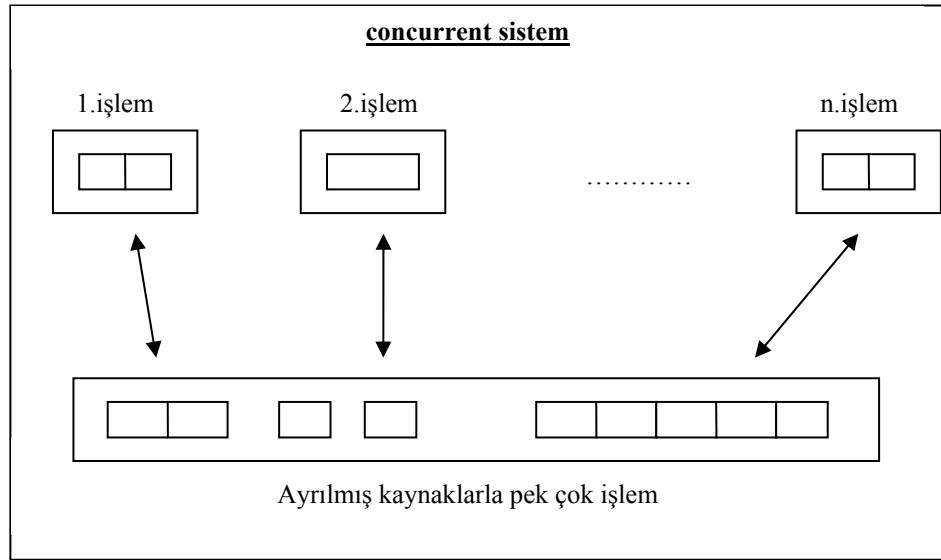 concurrent sistem
1.işlem 2.işlem n.işlem
…………
Ayrılmış kaynaklarla pek çok işlem